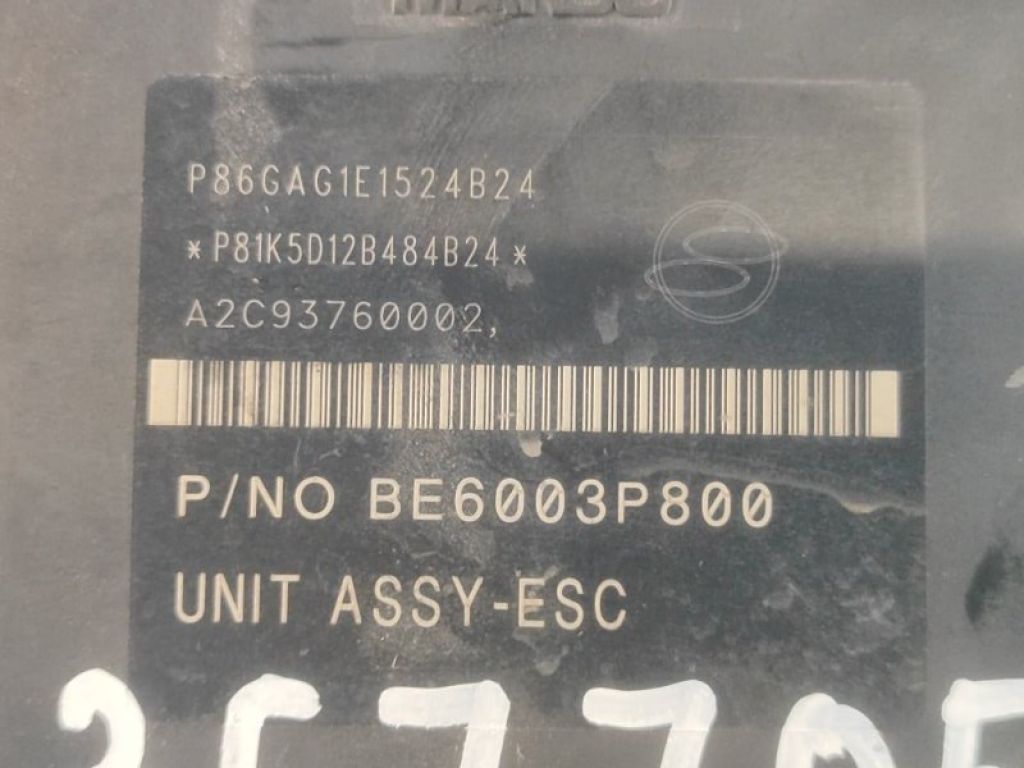 P86GAG1E1524B24
*P81K5D12B484B24*
A2C93760002,
P/NO BE6003P800
UNIT ASSY-ESC